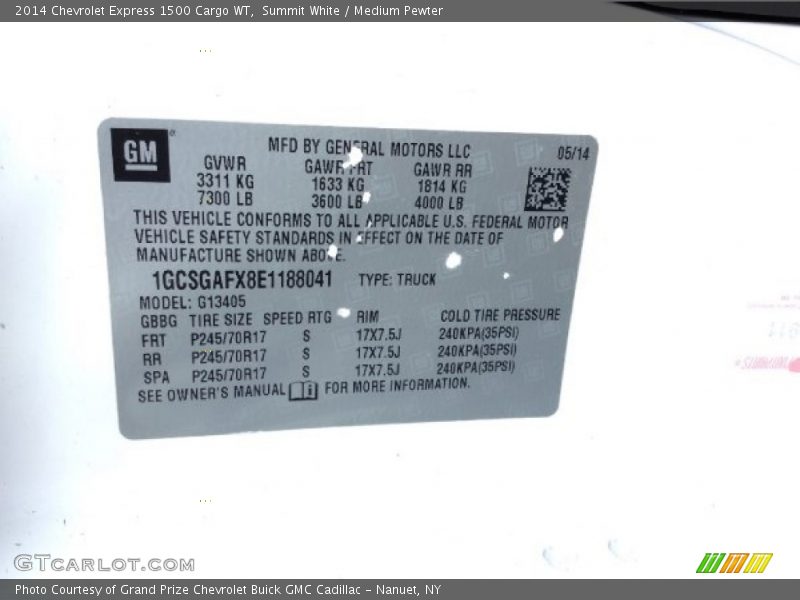 2014 Chevrolet Express 1500 Cargo WT, Summit White / Medium Pewter
GM
MFD BY GENERAL MOTORS LLC 05/14
GVWR GAWR FRT GAWR RR
3311 KG 1633 KG 1814 KG
7300 LB 3600 LB 4000 LB
THIS VEHICLE CONFORMS TO ALL APPLICABLE U.S. FEDERAL MOTOR
VEHICLE SAFETY STANDARDS IN EFFECT ON THE DATE OF
MANUFACTURE SHOWN ABOVE.
1GCSGAFX8E1188041 TYPE: TRUCK
MODEL: G13405
GBBG TIRE SIZE SPEED RTG RIM COLD TIRE PRESSURE
FRT P245/70R17 S 17X7.5J 240KPA(35PSI)
RR P245/70R17 S 17X7.5J 240KPA(35PSI)
SPA P245/70R17 S 17X7.5J 240KPA(35PSI)
SEE OWNER'S MANUAL FOR MORE INFORMATION.
GTCARLOT.COM
Photo Courtesy of Grand Prize Chevrolet Buick GMC Cadillac - Nanuet, NY